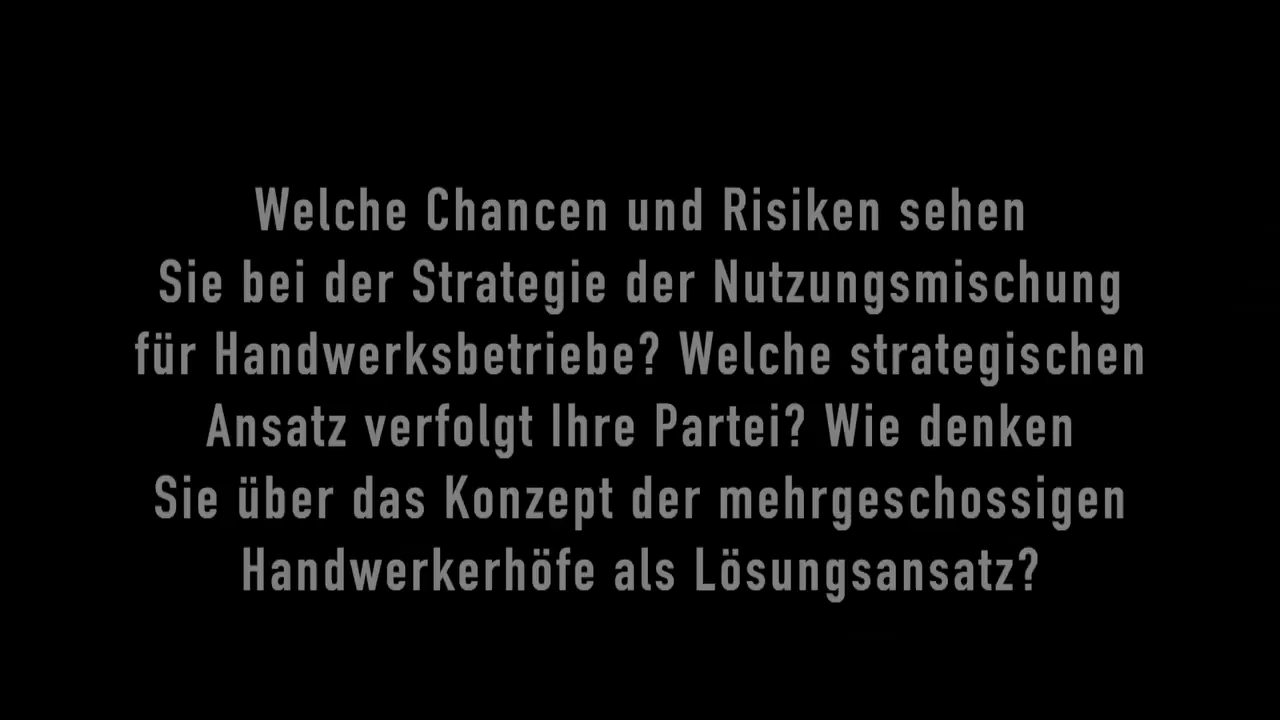 Welche Chancen und Risiken sehen
Sie bei der Strategie der Nutzungsmischung
für Handwerksbetriebe? Welche strategischen
Ansatz verfolgt Ihre Partei? Wie denken
Sie über das Konzept der mehrgeschossigen
Handwerkerhöfe als Lösungsansatz?